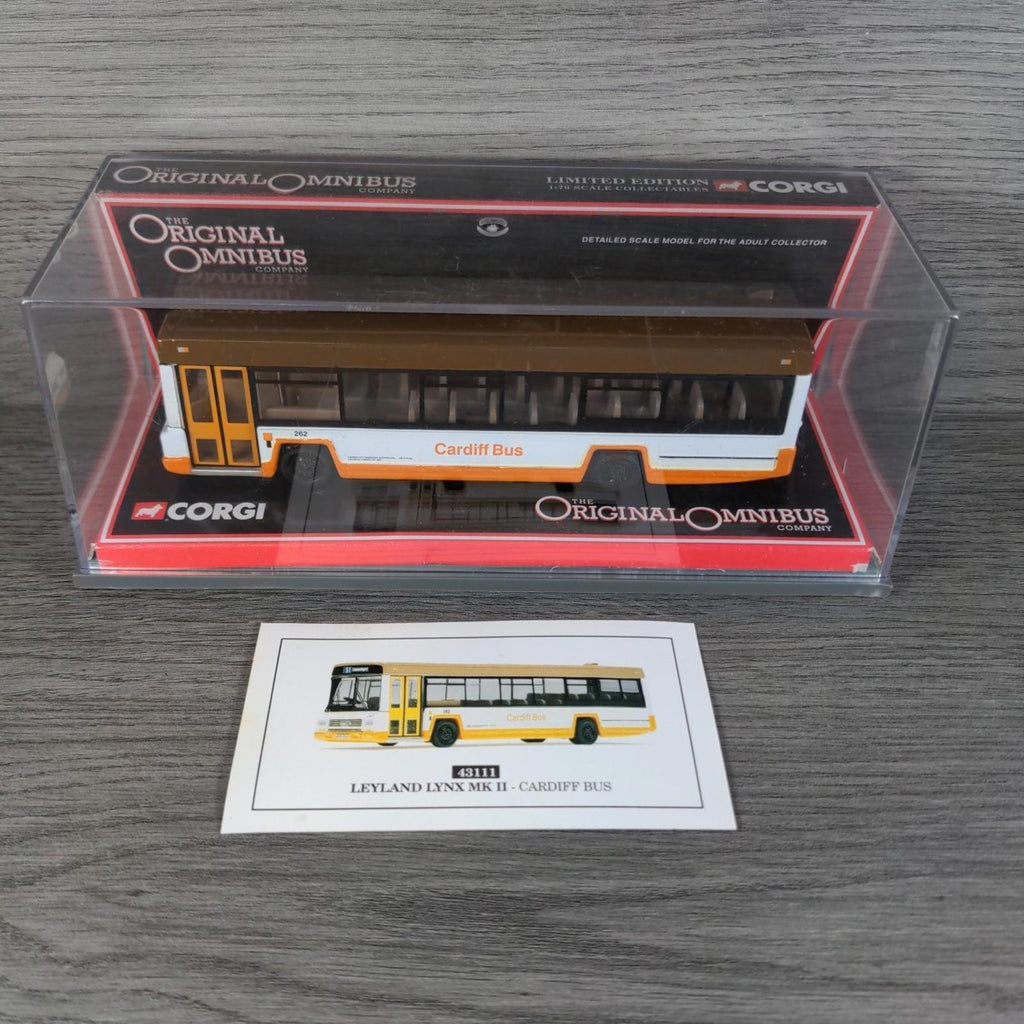 THE
ORIGINAL OMNIBUS
COMPANY
LIMITED EDITION
1:76 SCALE COLLECTABLES
CORGI
THE
ORIGINAL
OMNIBUS
COMPANY
DETAILED SCALE MODEL FOR THE ADULT COLLECTOR
262
Cardiff Bus
CORGI
THE
ORIGINAL OMNIBUS
COMPANY
262
Cardiff Bus
43111
LEYLAND LYNX MK II - CARDIFF BUS